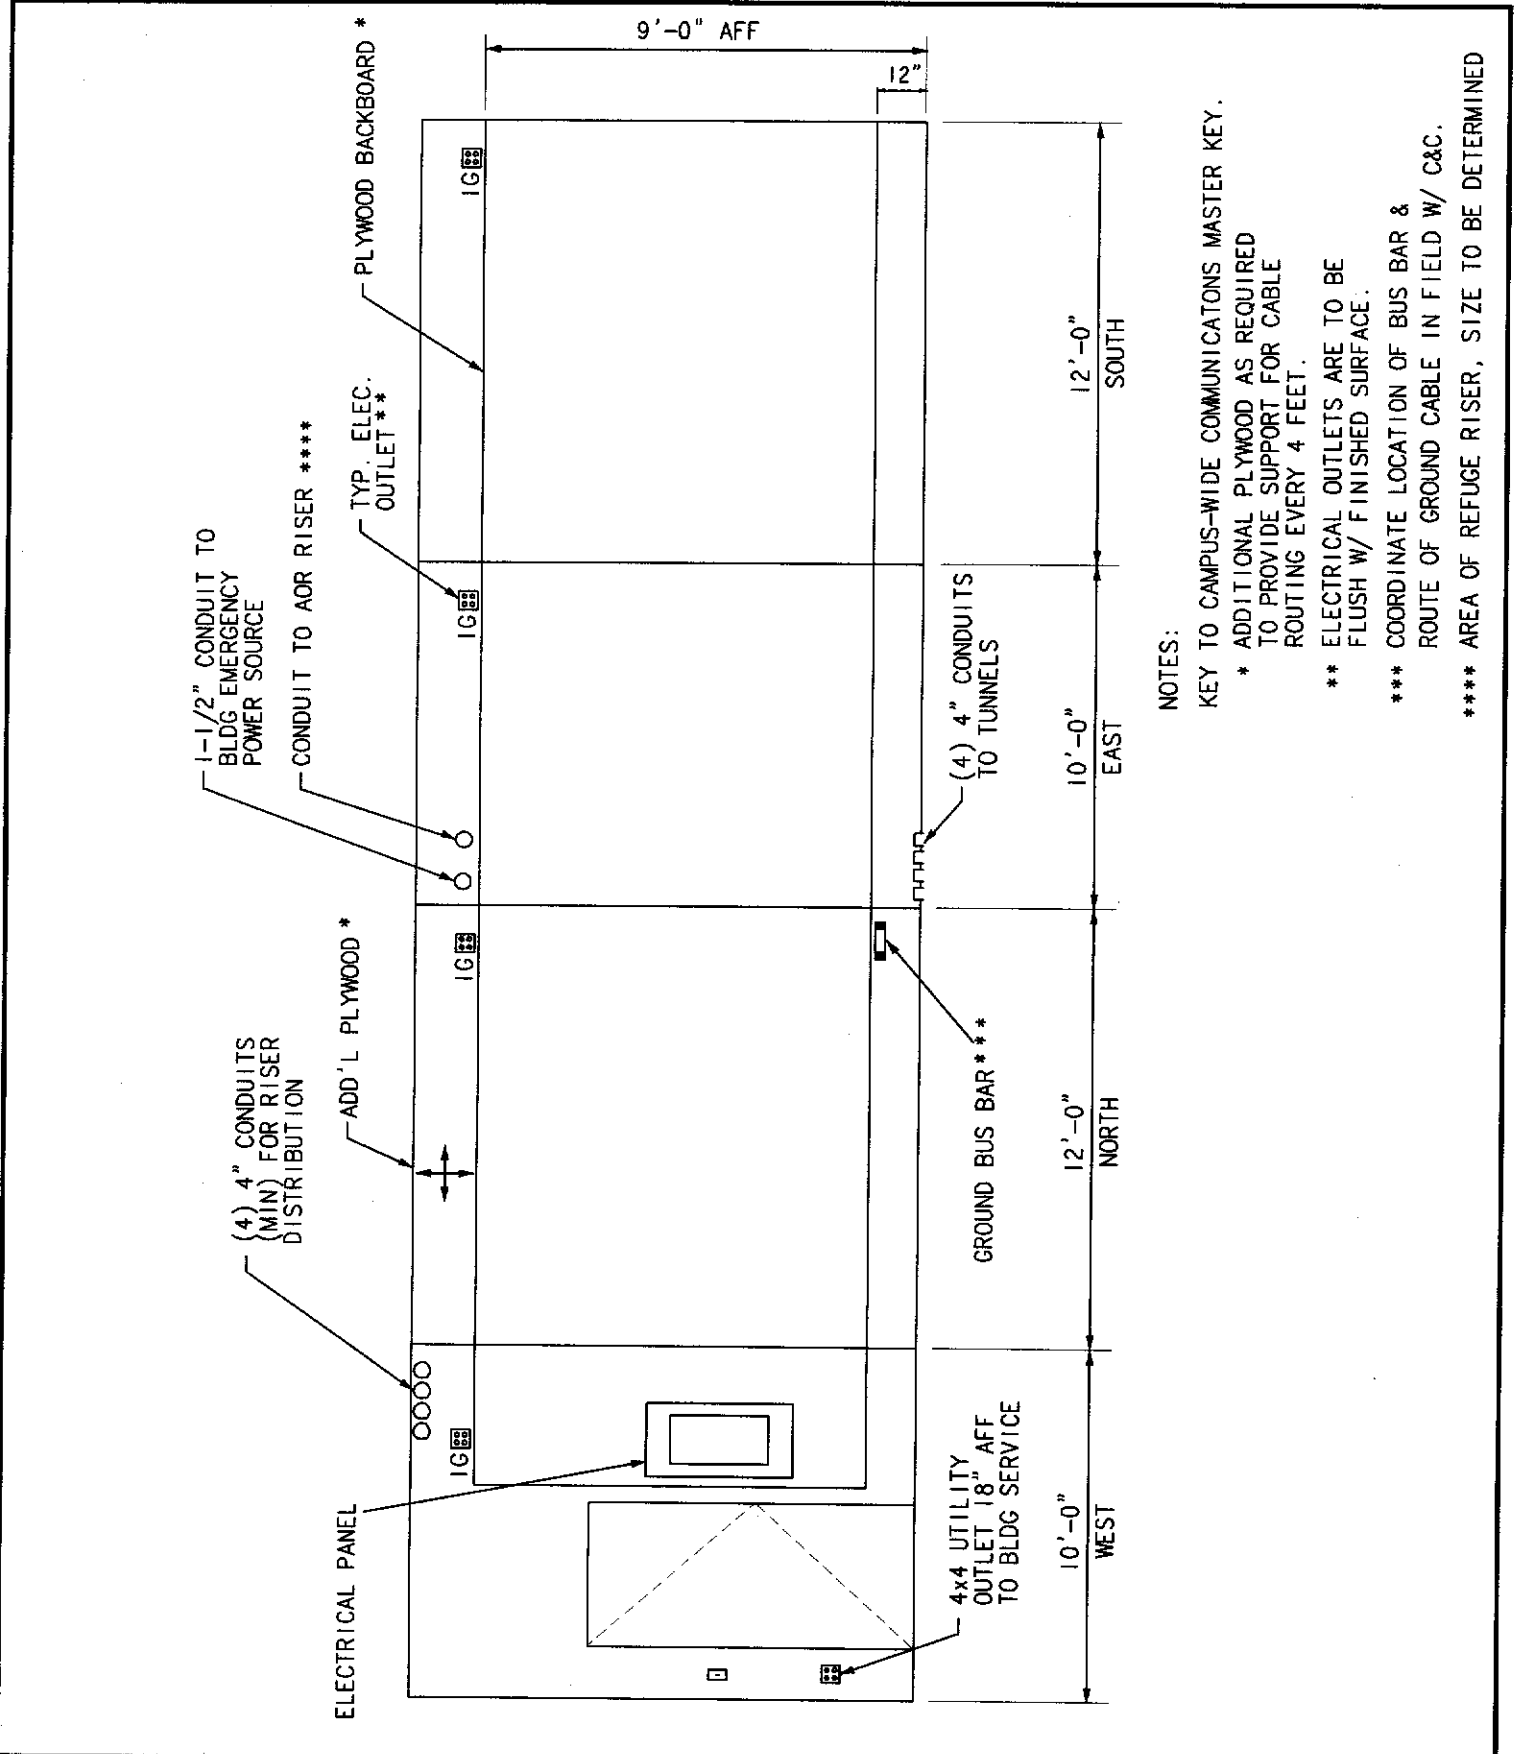 ELECTRICAL PANEL
(4) 4" CONDUITS
(MIN) FOR RISER
DISTRIBUTION
ADD'L PLYWOOD *
1-1/2" CONDUIT TO
BLDG EMERGENCY
POWER SOURCE
CONDUIT TO AOR RISER ****
TYP. ELEC.
OUTLET **
PLYWOOD BACKBOARD *
9'-0" AFF
12"
IG
IG
IG
IG
4x4 UTILITY
OUTLET 18" AFF
TO BLDG SERVICE
GROUND BUS BAR ***
(4) 4" CONDUITS
TO TUNNELS
10'-0"
WEST
12'-0"
NORTH
10'-0"
EAST
12'-0"
SOUTH
NOTES:
KEY TO CAMPUS-WIDE COMMUNICATONS MASTER KEY.
* ADDITIONAL PLYWOOD AS REQUIRED
TO PROVIDE SUPPORT FOR CABLE
ROUTING EVERY 4 FEET.
** ELECTRICAL OUTLETS ARE TO BE
FLUSH W/ FINISHED SURFACE.
*** COORDINATE LOCATION OF BUS BAR &
ROUTE OF GROUND CABLE IN FIELD W/ C&C.
**** AREA OF REFUGE RISER, SIZE TO BE DETERMINED